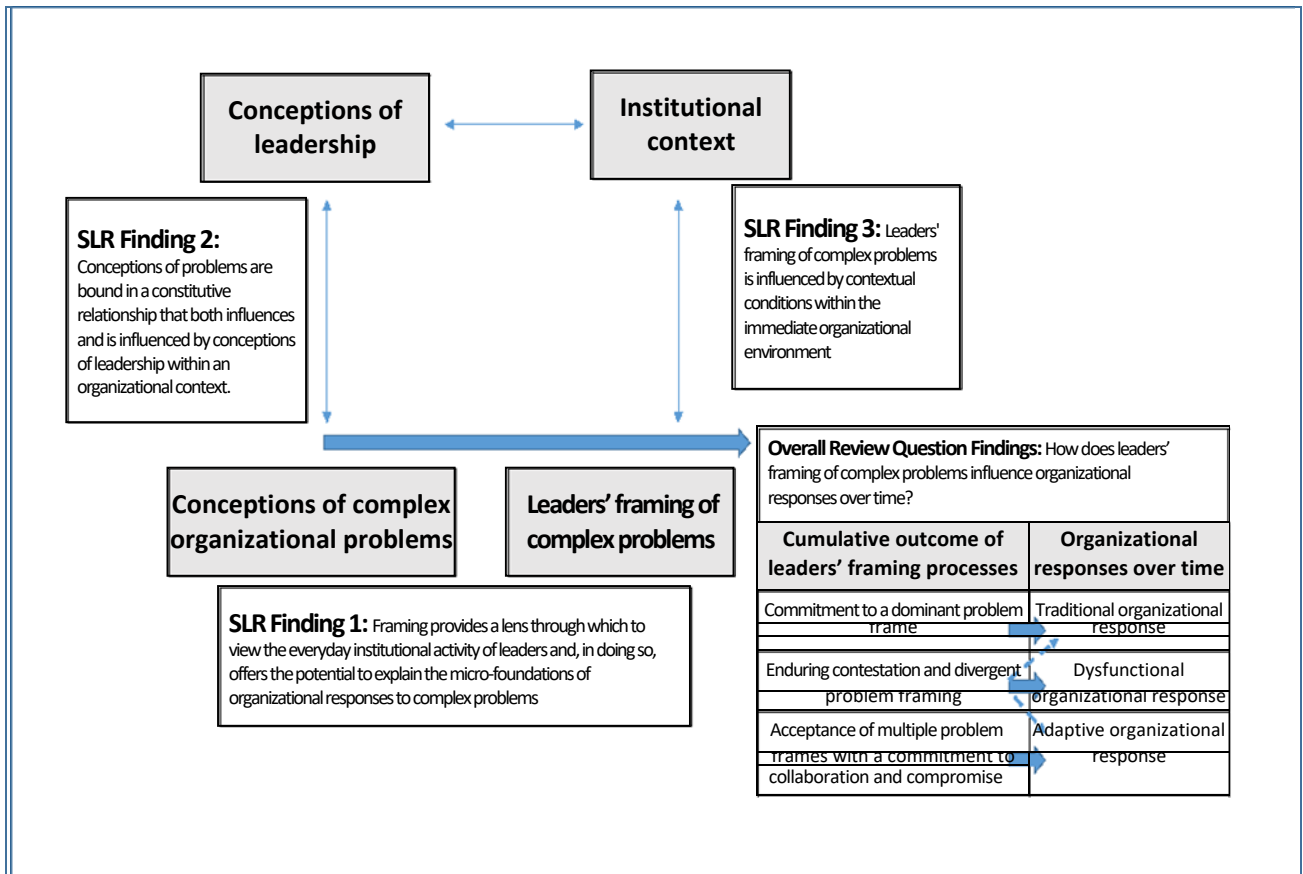 Conceptions of
leadership
Institutional
context
SLR Finding 2:
Conceptions of problems are
bound in a constitutive
relationship that both influences
and is influenced by conceptions
of leadership within an
organizational context.
SLR Finding 3: Leaders'
framing of complex problems
is influenced by contextual
conditions within the
immediate organizational
environment
Conceptions of complex
organizational problems
Leaders’ framing of
complex problems
SLR Finding 1: Framing provides a lens through which to
view the everyday institutional activity of leaders and, in doing so,
offers the potential to explain the micro-foundations of
organizational responses to complex problems
Overall Review Question Findings: How does leaders’
framing of complex problems influence organizational
responses over time?
Cumulative outcome of
leaders’ framing processes
Organizational
responses over time
Commitment to a dominant problem
frame
Traditional organizational
response
Enduring contestation and divergent
problem framing
Dysfunctional
organizational response
Acceptance of multiple problem
frames with a commitment to
collaboration and compromise
Adaptive organizational
response